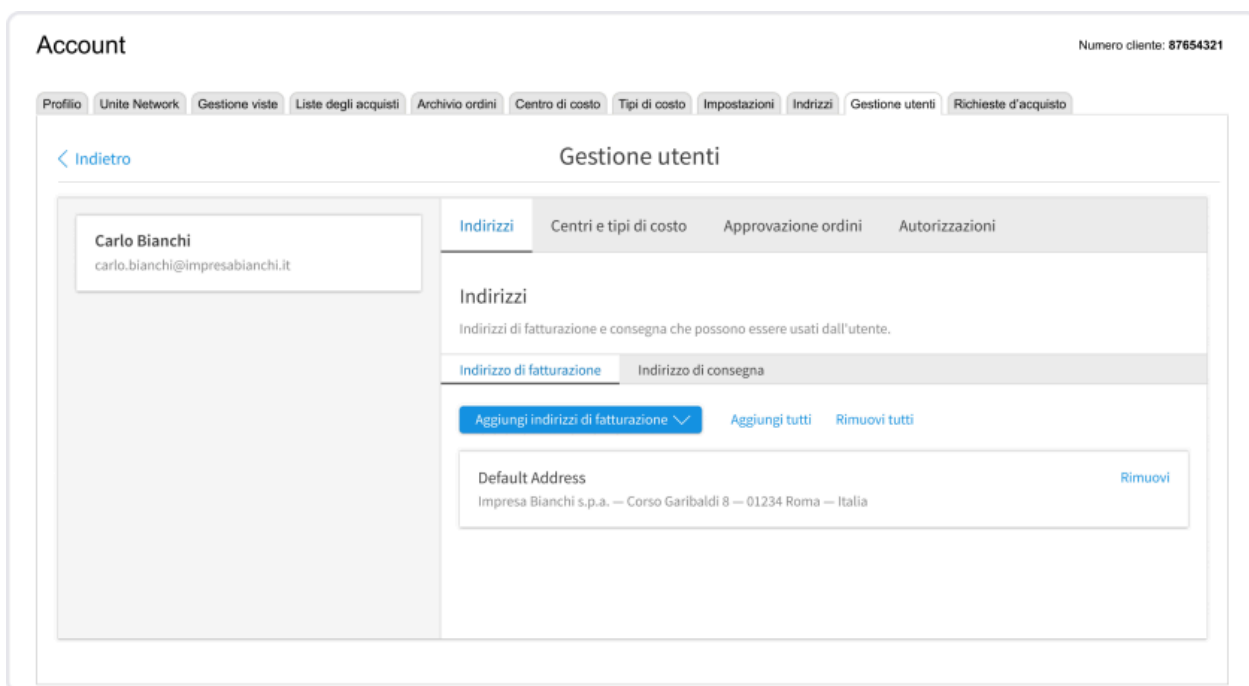 Account
Numero cliente: 87654321
Profilio Unite Network Gestione viste Liste degli acquisti Archivio ordini Centro di costo Tipi di costo Impostazioni Indrizzi Gestione utenti Richieste d'acquisto
Indietro
Gestione utenti
Carlo Bianchi
carlo.bianchi@impresabianchi.it
Indirizzi Centri e tipi di costo Approvazione ordini Autorizzazioni
Indirizzi
Indirizzi di fatturazione e consegna che possono essere usati dall'utente.
Indirizzo di fatturazione Indirizzo di consegna
Aggiungi indirizzi di fatturazione Aggiungi tutti Rimuovi tutti
Default Address Rimuovi
Impresa Bianchi s.p.a. — Corso Garibaldi 8 — 01234 Roma — Italia